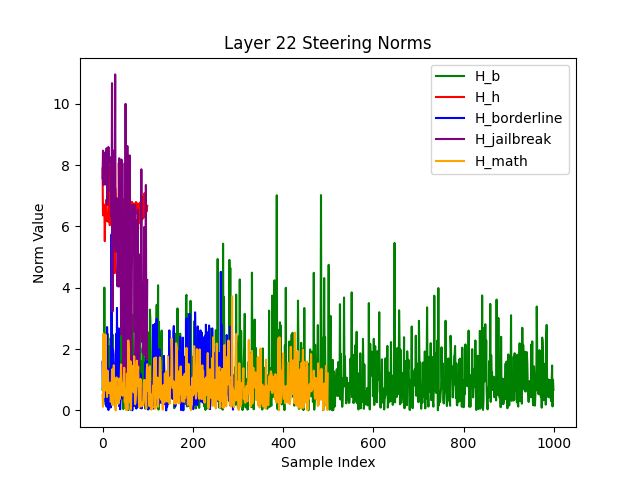 Layer 22 Steering Norms
H_b
H_h
H_borderline
H_jailbreak
H_math
Norm Value
10
8
6
4
2
0
0 200 400 600 800 1000
Sample Index